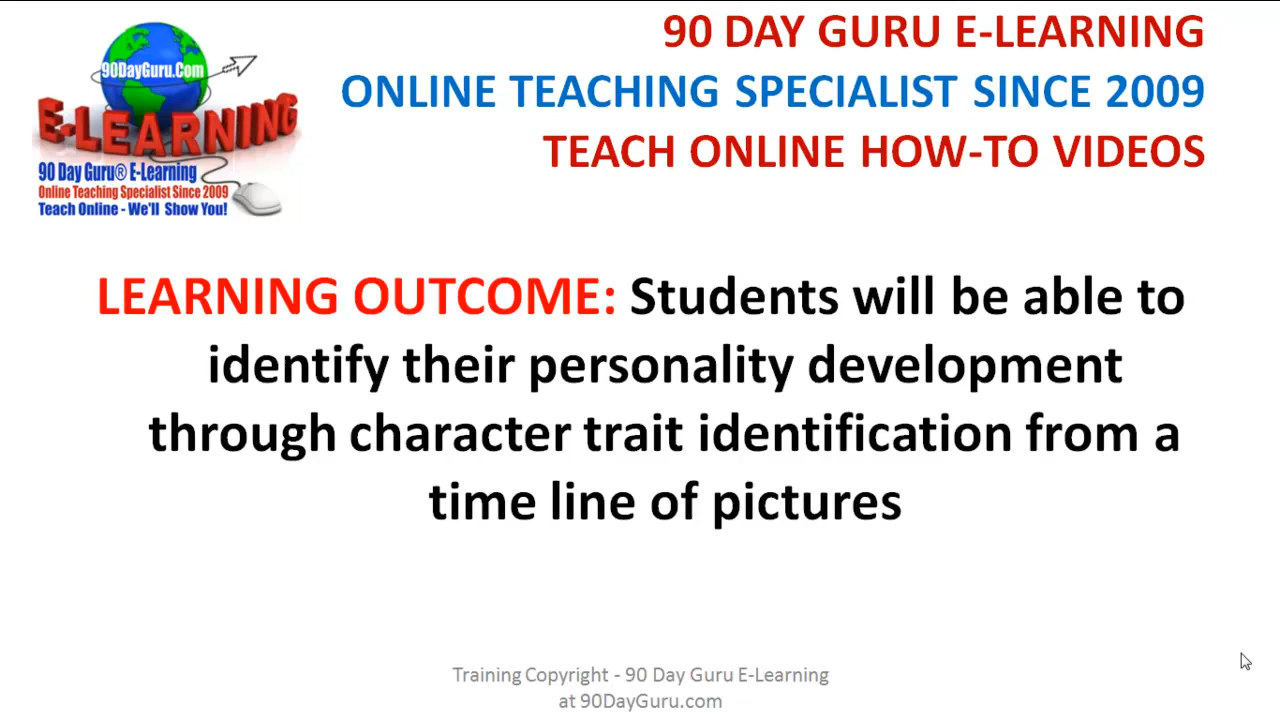 90DayGuru.Com
E-LEARNING
90 Day Guru® E-Learning
Online Teaching Specialist Since 2009
Teach Online - We'll Show You!
90 DAY GURU E-LEARNING
ONLINE TEACHING SPECIALIST SINCE 2009
TEACH ONLINE HOW-TO VIDEOS
LEARNING OUTCOME: Students will be able to
identify their personality development
through character trait identification from a
time line of pictures
Training Copyright - 90 Day Guru E-Learning
at 90DayGuru.com